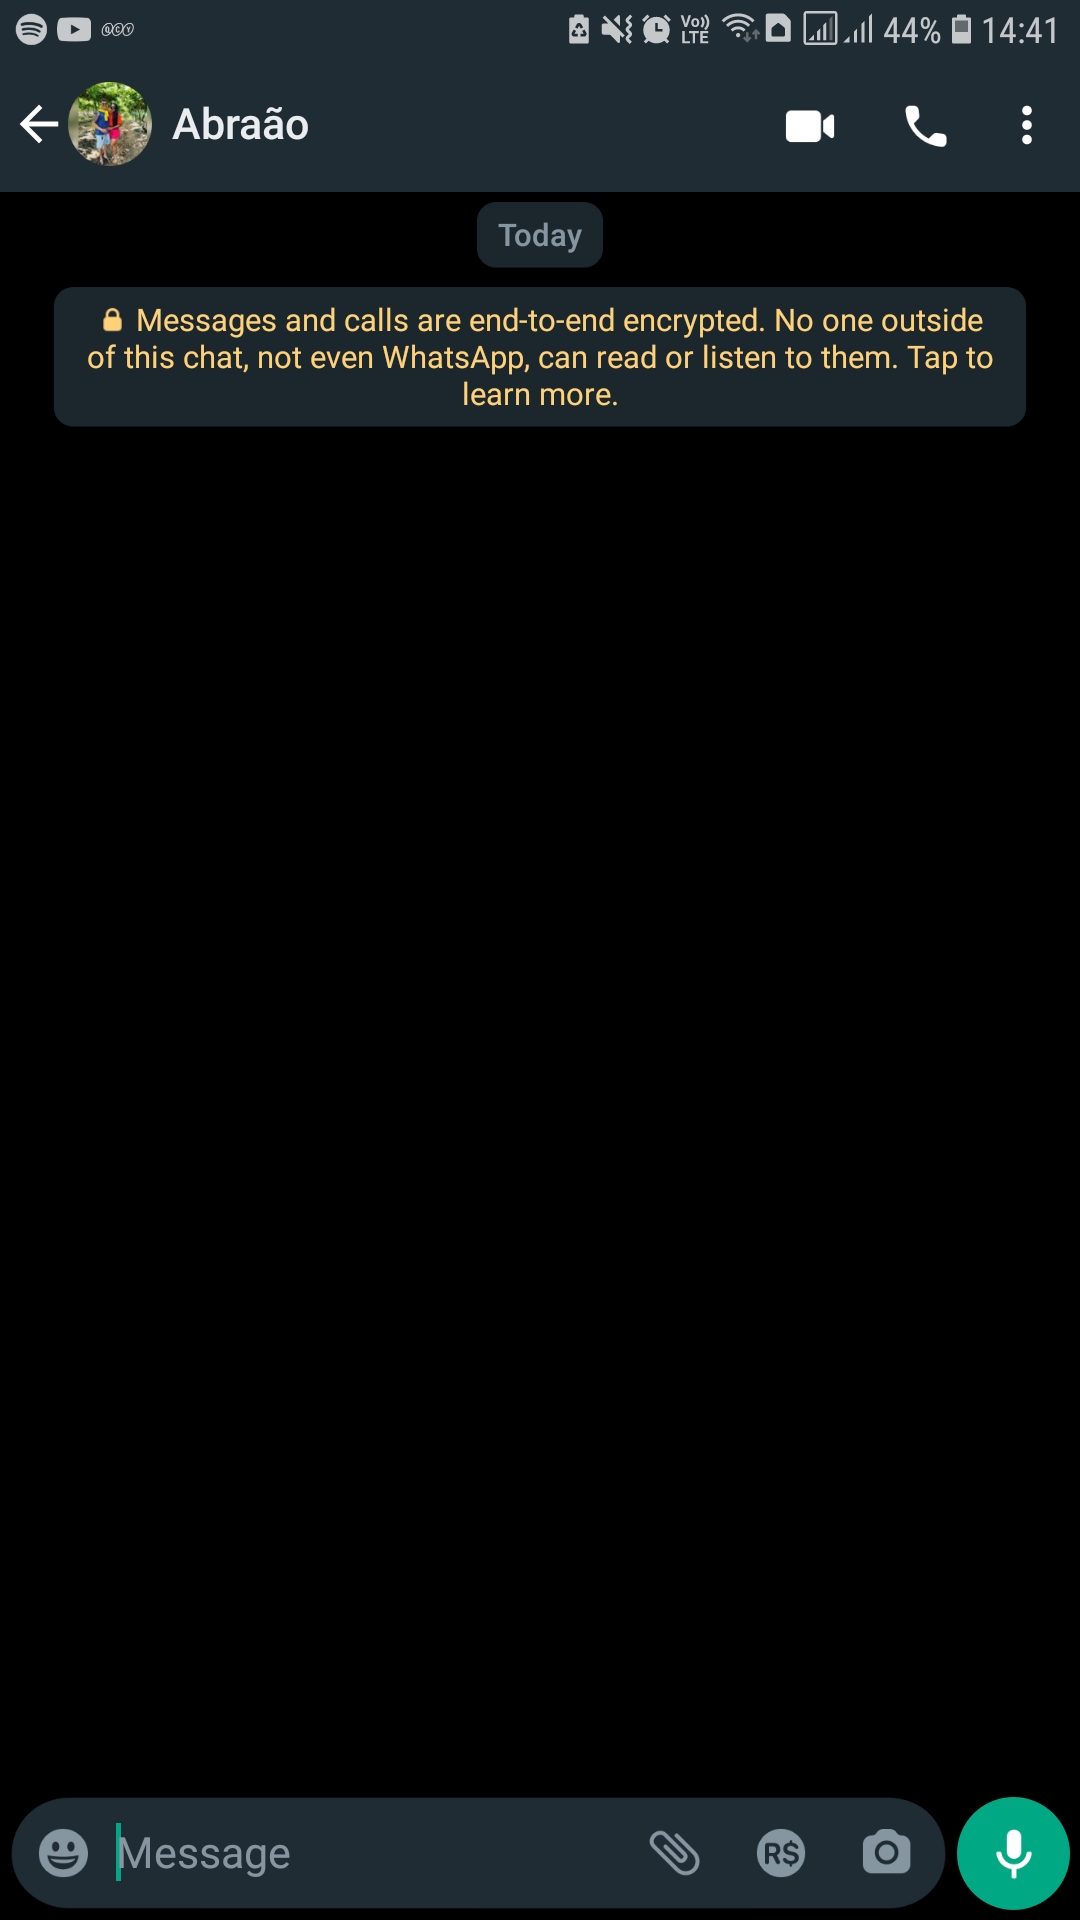 Vo))
LTE
44%
14:41
Abraão
Today
Messages and calls are end-to-end encrypted. No one outside
of this chat, not even WhatsApp, can read or listen to them. Tap to
learn more.
Message
R$